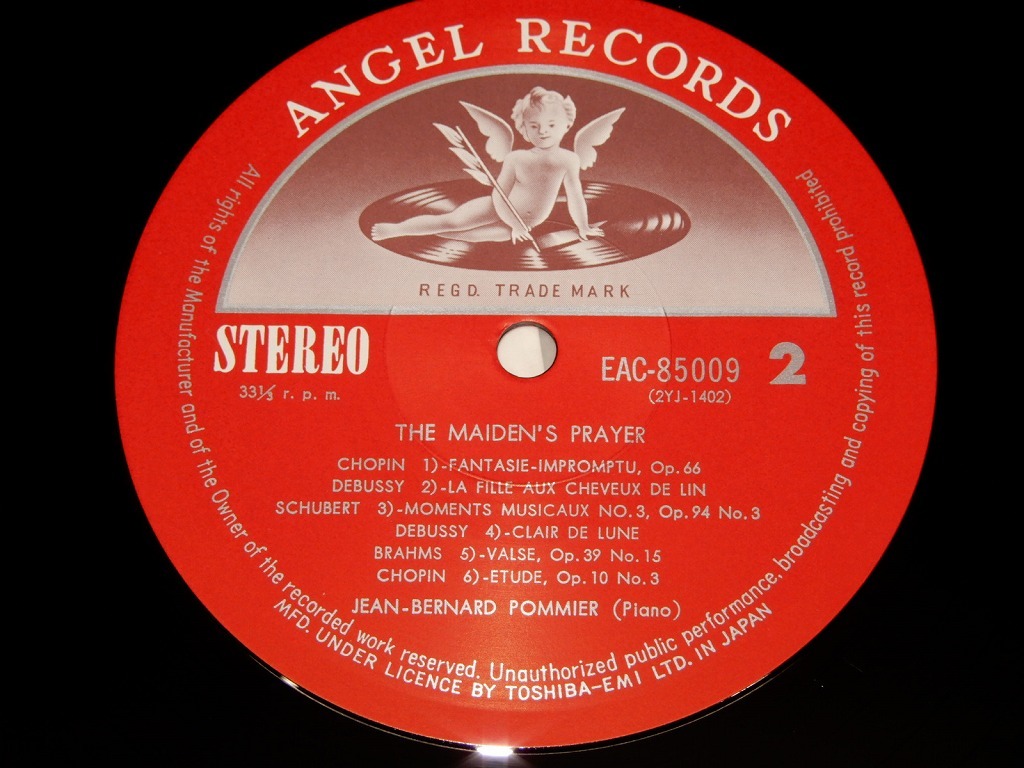 ANGEL RECORDS
REGD. TRADE MARK
STEREO
33⅓ r. p. m.
EAC-85009 2
(2YJ-1402)
THE MAIDEN'S PRAYER
CHOPIN 1)-FANTASIE-IMPROMPTU, Op.66
DEBUSSY 2)-LA FILLE AUX CHEVEUX DE LIN
SCHUBERT 3)-MOMENTS MUSICAUX NO.3, Op.94 No.3
DEBUSSY 4)-CLAIR DE LUNE
BRAHMS 5)-VALSE, Op.39 No.15
CHOPIN 6)-ETUDE, Op.10 No.3
JEAN-BERNARD POMMIER (Piano)
All rights of the Manufacturer and of the Owner of the recorded work reserved. Unauthorized public performance, broadcasting and copying of this record prohibited
MFD. UNDER LICENCE BY TOSHIBA-EMI LTD. IN JAPAN